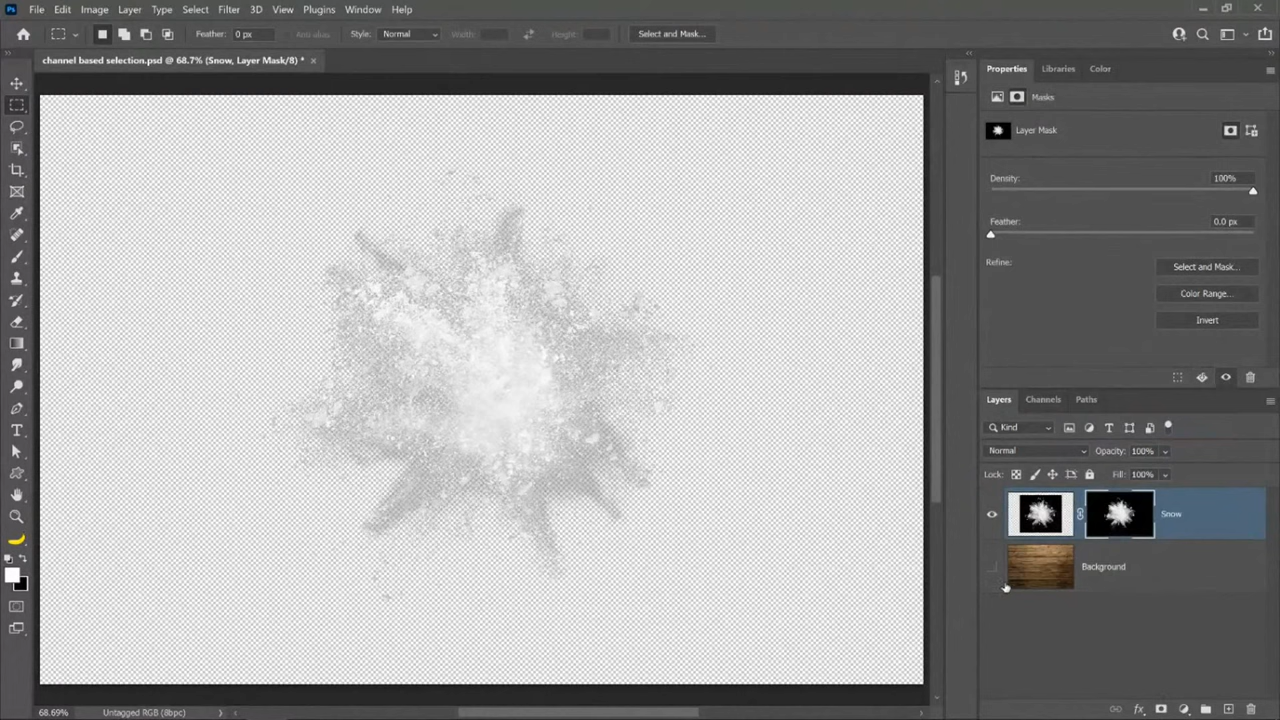 Ps File Edit Image Layer Type Select Filter 3D View Plugins Window Help
Feather: 0 px Anti-alias Style: Normal Width: Height: Select and Mask...
channel based selection.psd @ 68.7% (Snow, Layer Mask/8) *
Properties Libraries Color
Masks
Layer Mask
Density: 100%
Feather: 0.0 px
Refine: Select and Mask...
Color Range...
Invert
Layers Channels Paths
Kind
Normal Opacity: 100%
Lock: Fill: 100%
Snow
Background
68.69% Untagged RGB (8bpc)